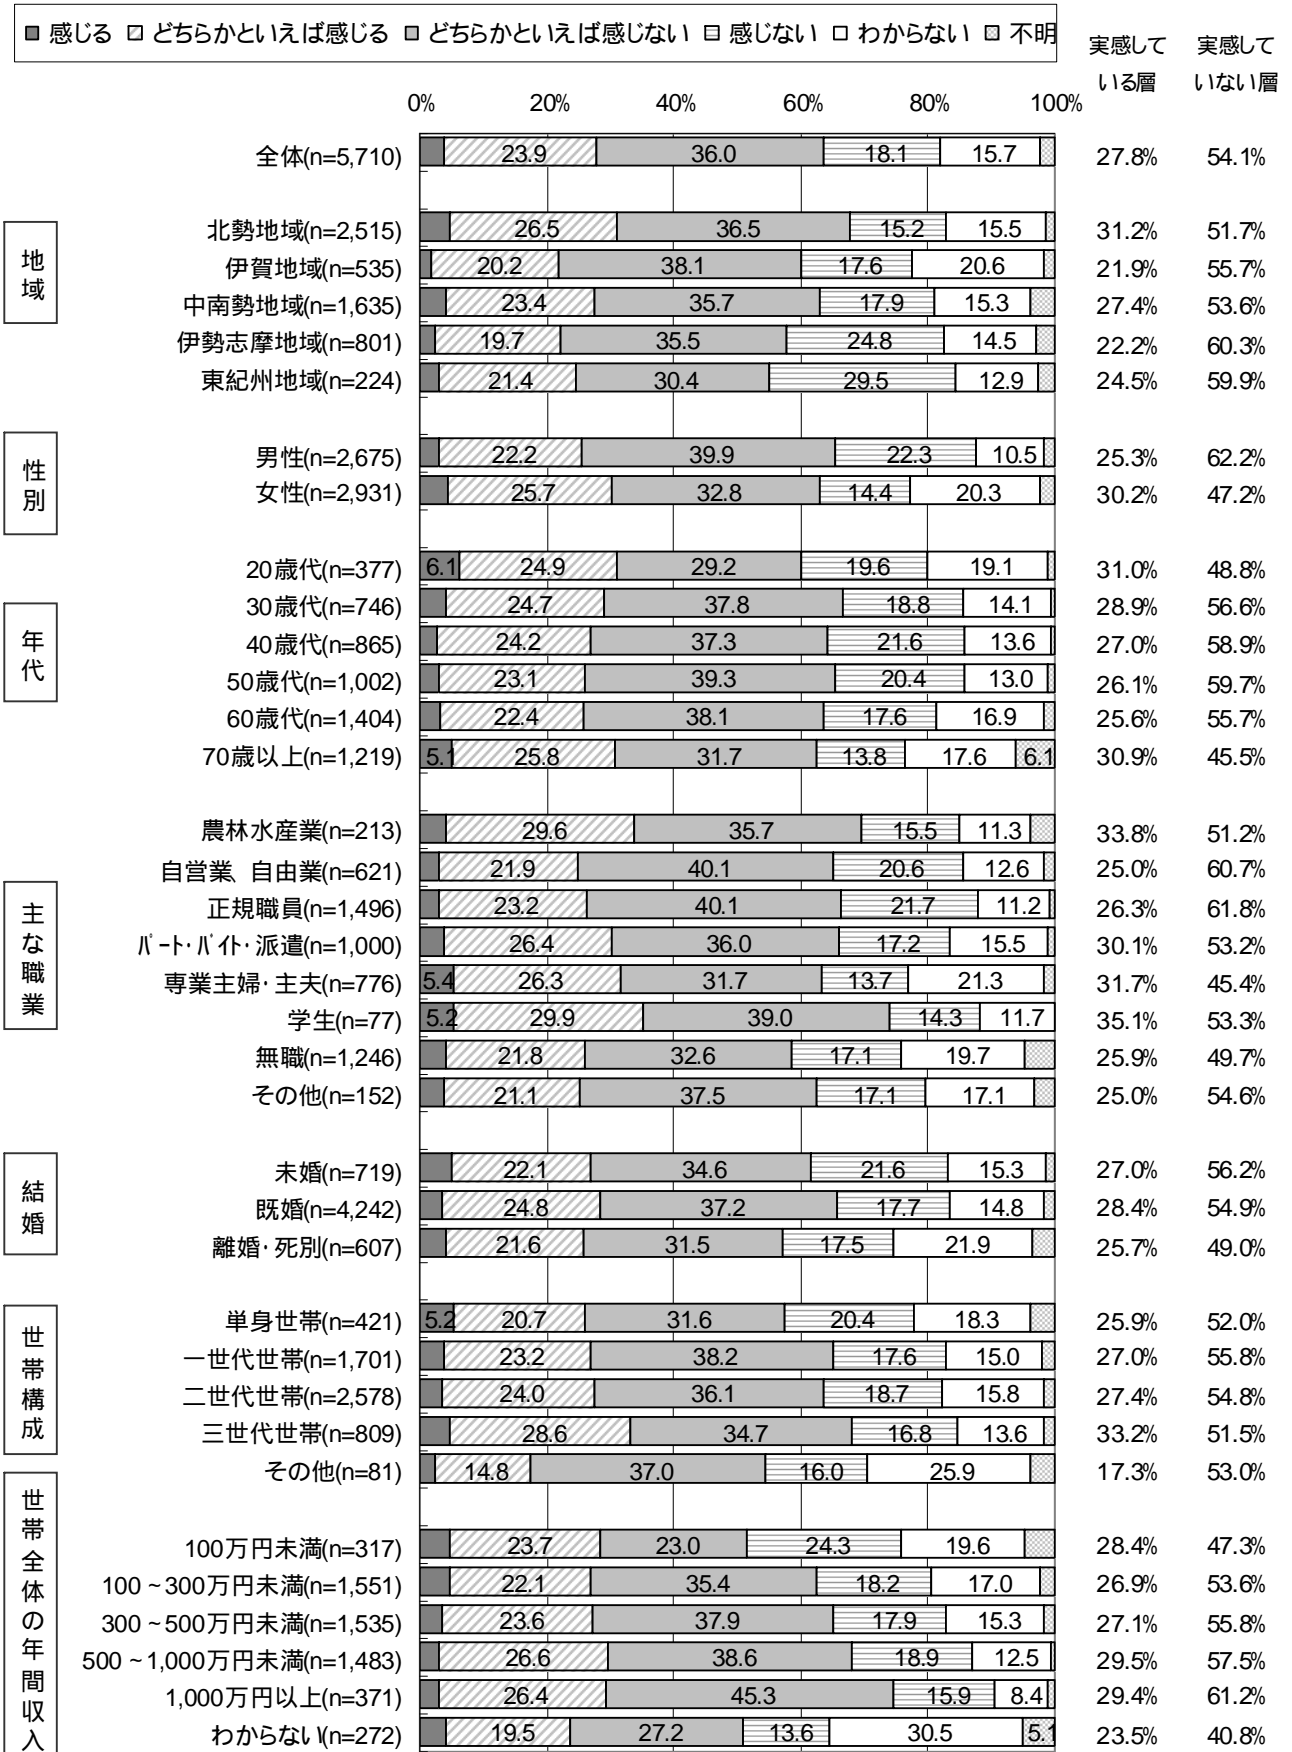 感じる どちらかといえば感じる どちらかといえば感じない 感じない わからない 不明
実感している層 実感していない層
0% 20% 40% 60% 80% 100%
全体(n=5,710) 23.9 36.0 18.1 15.7 27.8% 54.1%
地域
北勢地域(n=2,515) 26.5 36.5 15.2 15.5 31.2% 51.7%
伊賀地域(n=535) 20.2 38.1 17.6 20.6 21.9% 55.7%
中南勢地域(n=1,635) 23.4 35.7 17.9 15.3 27.4% 53.6%
伊勢志摩地域(n=801) 19.7 35.5 24.8 14.5 22.2% 60.3%
東紀州地域(n=224) 21.4 30.4 29.5 12.9 24.5% 59.9%
性別
男性(n=2,675) 22.2 39.9 22.3 10.5 25.3% 62.2%
女性(n=2,931) 25.7 32.8 14.4 20.3 30.2% 47.2%
年代
20歳代(n=377) 6.1 24.9 29.2 19.6 19.1 31.0% 48.8%
30歳代(n=746) 24.7 37.8 18.8 14.1 28.9% 56.6%
40歳代(n=865) 24.2 37.3 21.6 13.6 27.0% 58.9%
50歳代(n=1,002) 23.1 39.3 20.4 13.0 26.1% 59.7%
60歳代(n=1,404) 22.4 38.1 17.6 16.9 25.6% 55.7%
70歳以上(n=1,219) 5.1 25.8 31.7 13.8 17.6 6.1 30.9% 45.5%
主な職業
農林水産業(n=213) 29.6 35.7 15.5 11.3 33.8% 51.2%
自営業、自由業(n=621) 21.9 40.1 20.6 12.6 25.0% 60.7%
正規職員(n=1,496) 23.2 40.1 21.7 11.2 26.3% 61.8%
ﾊﾟｰﾄ･ﾊﾞｲﾄ･派遣(n=1,000) 26.4 36.0 17.2 15.5 30.1% 53.2%
専業主婦･主夫(n=776) 5.4 26.3 31.7 13.7 21.3 31.7% 45.4%
学生(n=77) 5.2 29.9 39.0 14.3 11.7 35.1% 53.3%
無職(n=1,246) 21.8 32.6 17.1 19.7 25.9% 49.7%
その他(n=152) 21.1 37.5 17.1 17.1 25.0% 54.6%
結婚
未婚(n=719) 22.1 34.6 21.6 15.3 27.0% 56.2%
既婚(n=4,242) 24.8 37.2 17.7 14.8 28.4% 54.9%
離婚･死別(n=607) 21.6 31.5 17.5 21.9 25.7% 49.0%
世帯構成
単身世帯(n=421) 5.2 20.7 31.6 20.4 18.3 25.9% 52.0%
一世代世帯(n=1,701) 23.2 38.2 17.6 15.0 27.0% 55.8%
二世代世帯(n=2,578) 24.0 36.1 18.7 15.8 27.4% 54.8%
三世代世帯(n=809) 28.6 34.7 16.8 13.6 33.2% 51.5%
その他(n=81) 14.8 37.0 16.0 25.9 17.3% 53.0%
世帯全体の年間収入
100万円未満(n=317) 23.7 23.0 24.3 19.6 28.4% 47.3%
100~300万円未満(n=1,551) 22.1 35.4 18.2 17.0 26.9% 53.6%
300~500万円未満(n=1,535) 23.6 37.9 17.9 15.3 27.1% 55.8%
500~1,000万円未満(n=1,483) 26.6 38.6 18.9 12.5 29.5% 57.5%
1,000万円以上(n=371) 26.4 45.3 15.9 8.4 29.4% 61.2%
わからない(n=272) 19.5 27.2 13.6 30.5 5.1 23.5% 40.8%